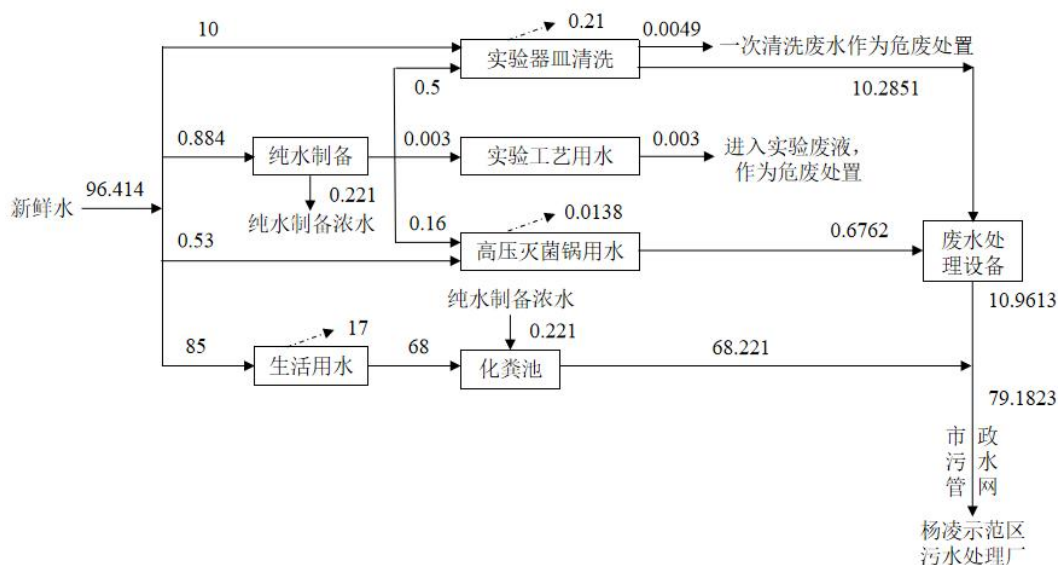 10
0.21
0.0049
实验器皿清洗
一次清洗废水作为危废处置
0.5
10.2851
0.884
纯水制备
0.003
实验工艺用水
0.003
进入实验废液，
作为危废处置
96.414
新鲜水
0.221
纯水制备浓水
0.16
0.0138
0.53
高压灭菌锅用水
0.6762
废水处
理设备
纯水制备浓水
10.9613
17
0.221
85
生活用水
68
化粪池
68.221
79.1823
市政
污水
管网
杨凌示范区
污水处理厂